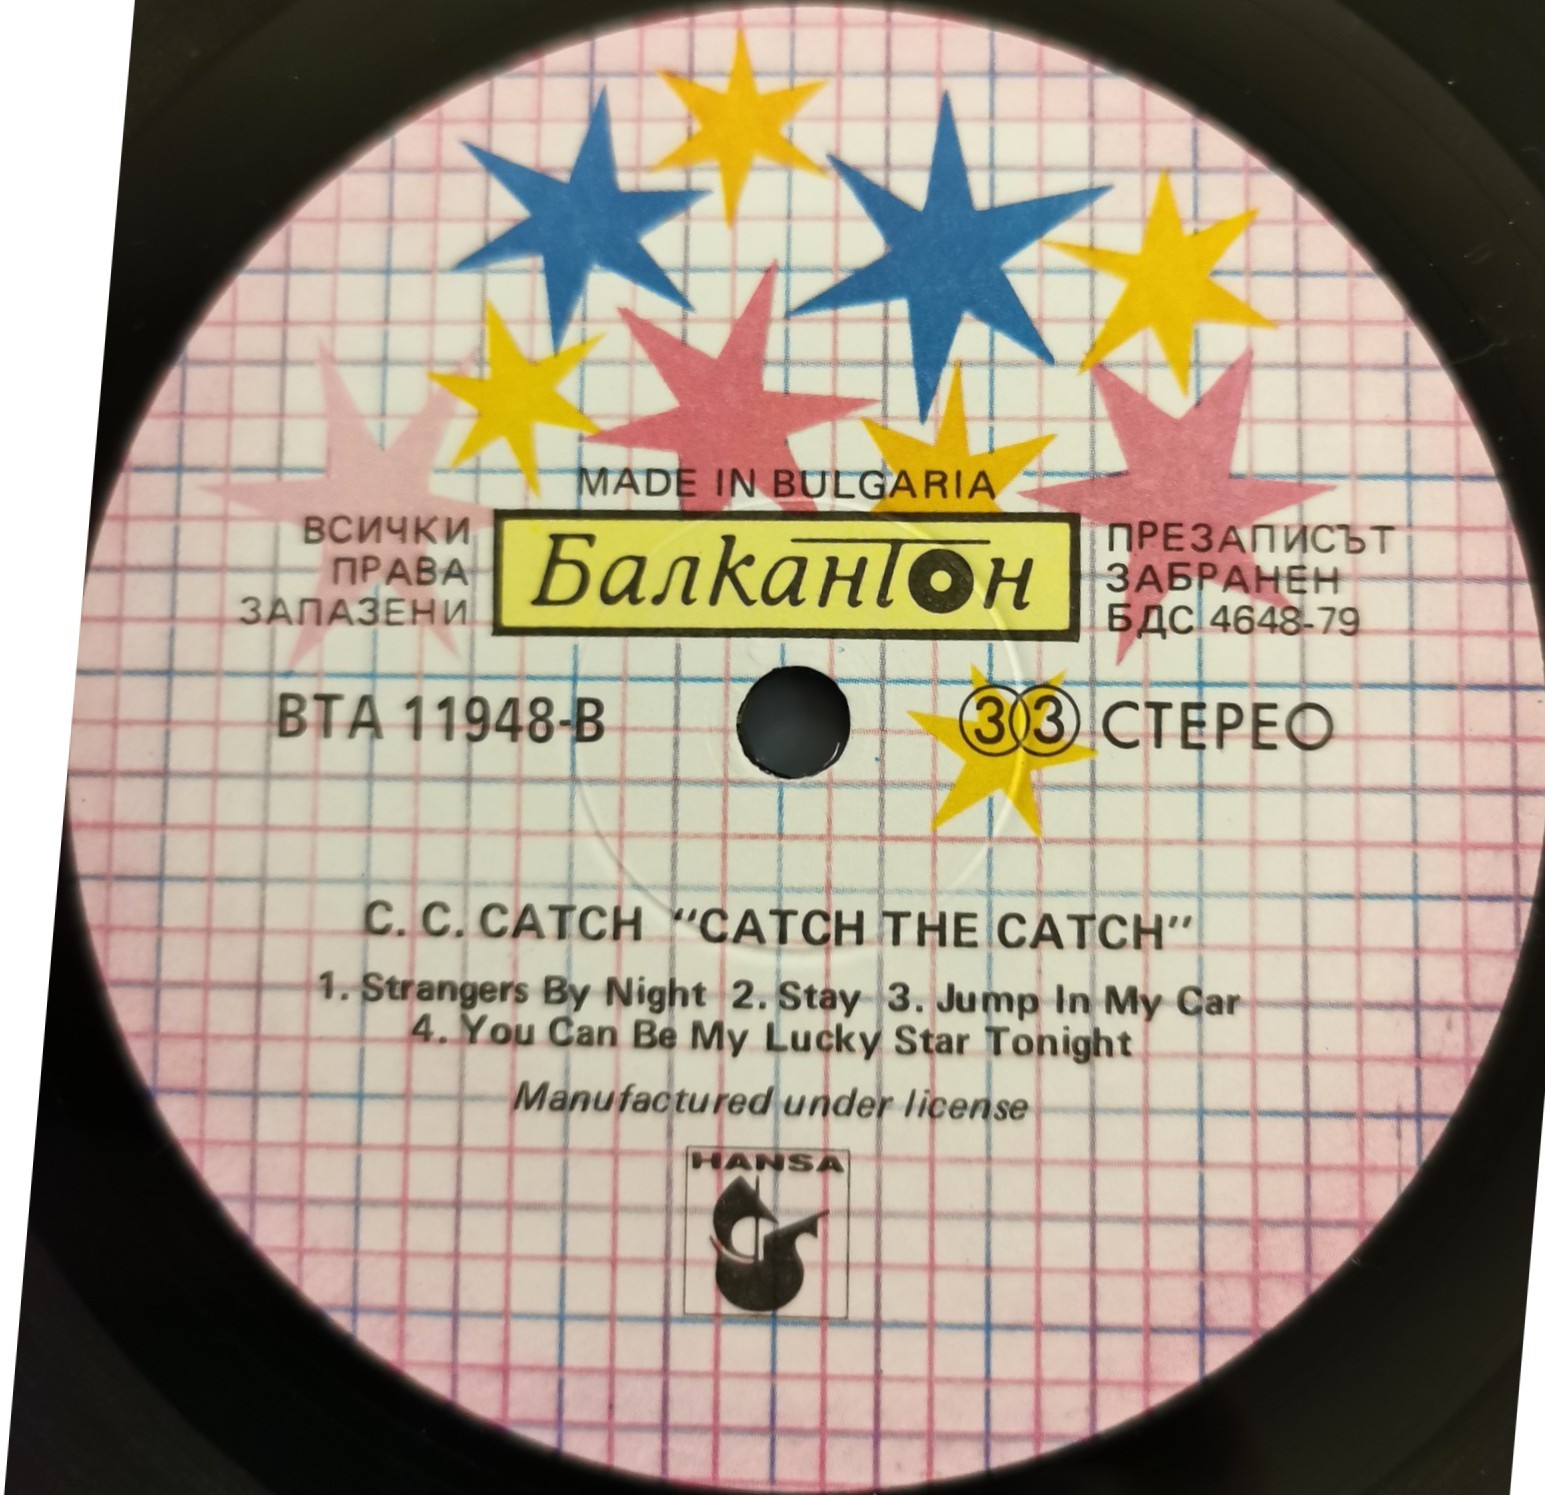 MADE IN BULGARIA
ВСИЧКИ
ПРАВА
ЗАПАЗЕНИ
Балкантон
ПРЕЗАПИСЪТ
ЗАБРАНЕН
БДС 4648-79
ВТА 11948-В
33 СТЕРЕО
C. C. CATCH “CATCH THE CATCH”
1. Strangers By Night 2. Stay 3. Jump In My Car
4. You Can Be My Lucky Star Tonight
Manufactured under license
HANSA